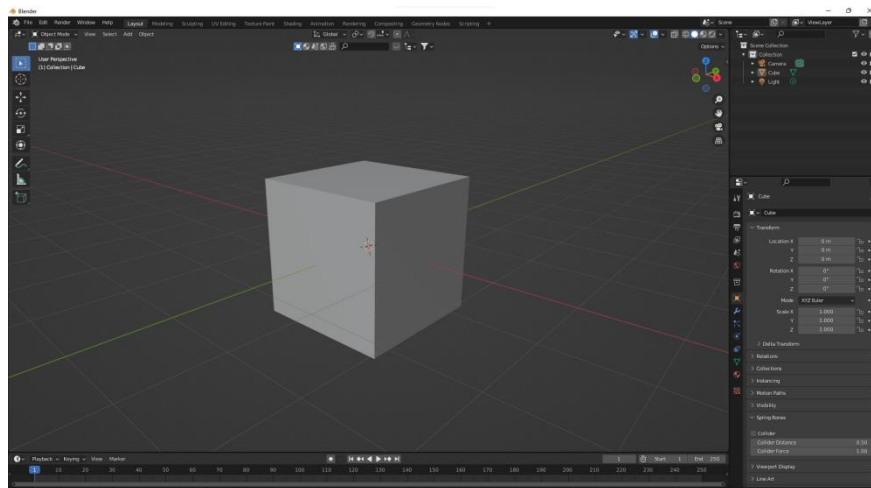 Blender
File Edit Render Window Help Layout Modeling Sculpting UV Editing Texture Paint Shading Animation Rendering Compositing Geometry Nodes Scripting + Scene ViewLayer
Object Mode View Select Add Object Global
Options
User Perspective
(1) Collection | Cube
Scene Collection
Collection
Camera
Cube
Light
Cube
Cube
Transform
Location X 0 m
Y 0 m
Z 0 m
Rotation X 0°
Y 0°
Z 0°
Mode XYZ Euler
Scale X 1.000
Y 1.000
Z 1.000
Delta Transform
Relations
Collections
Instancing
Motion Paths
Visibility
Spring Bones
Collider
Collider Distance 0.50
Collider Force 1.00
Viewport Display
Line Art
Playback Keying View Marker 1 Start 1 End 250
1 10 20 30 40 50 60 70 80 90 100 110 120 130 140 150 160 170 180 190 200 210 220 230 240 250